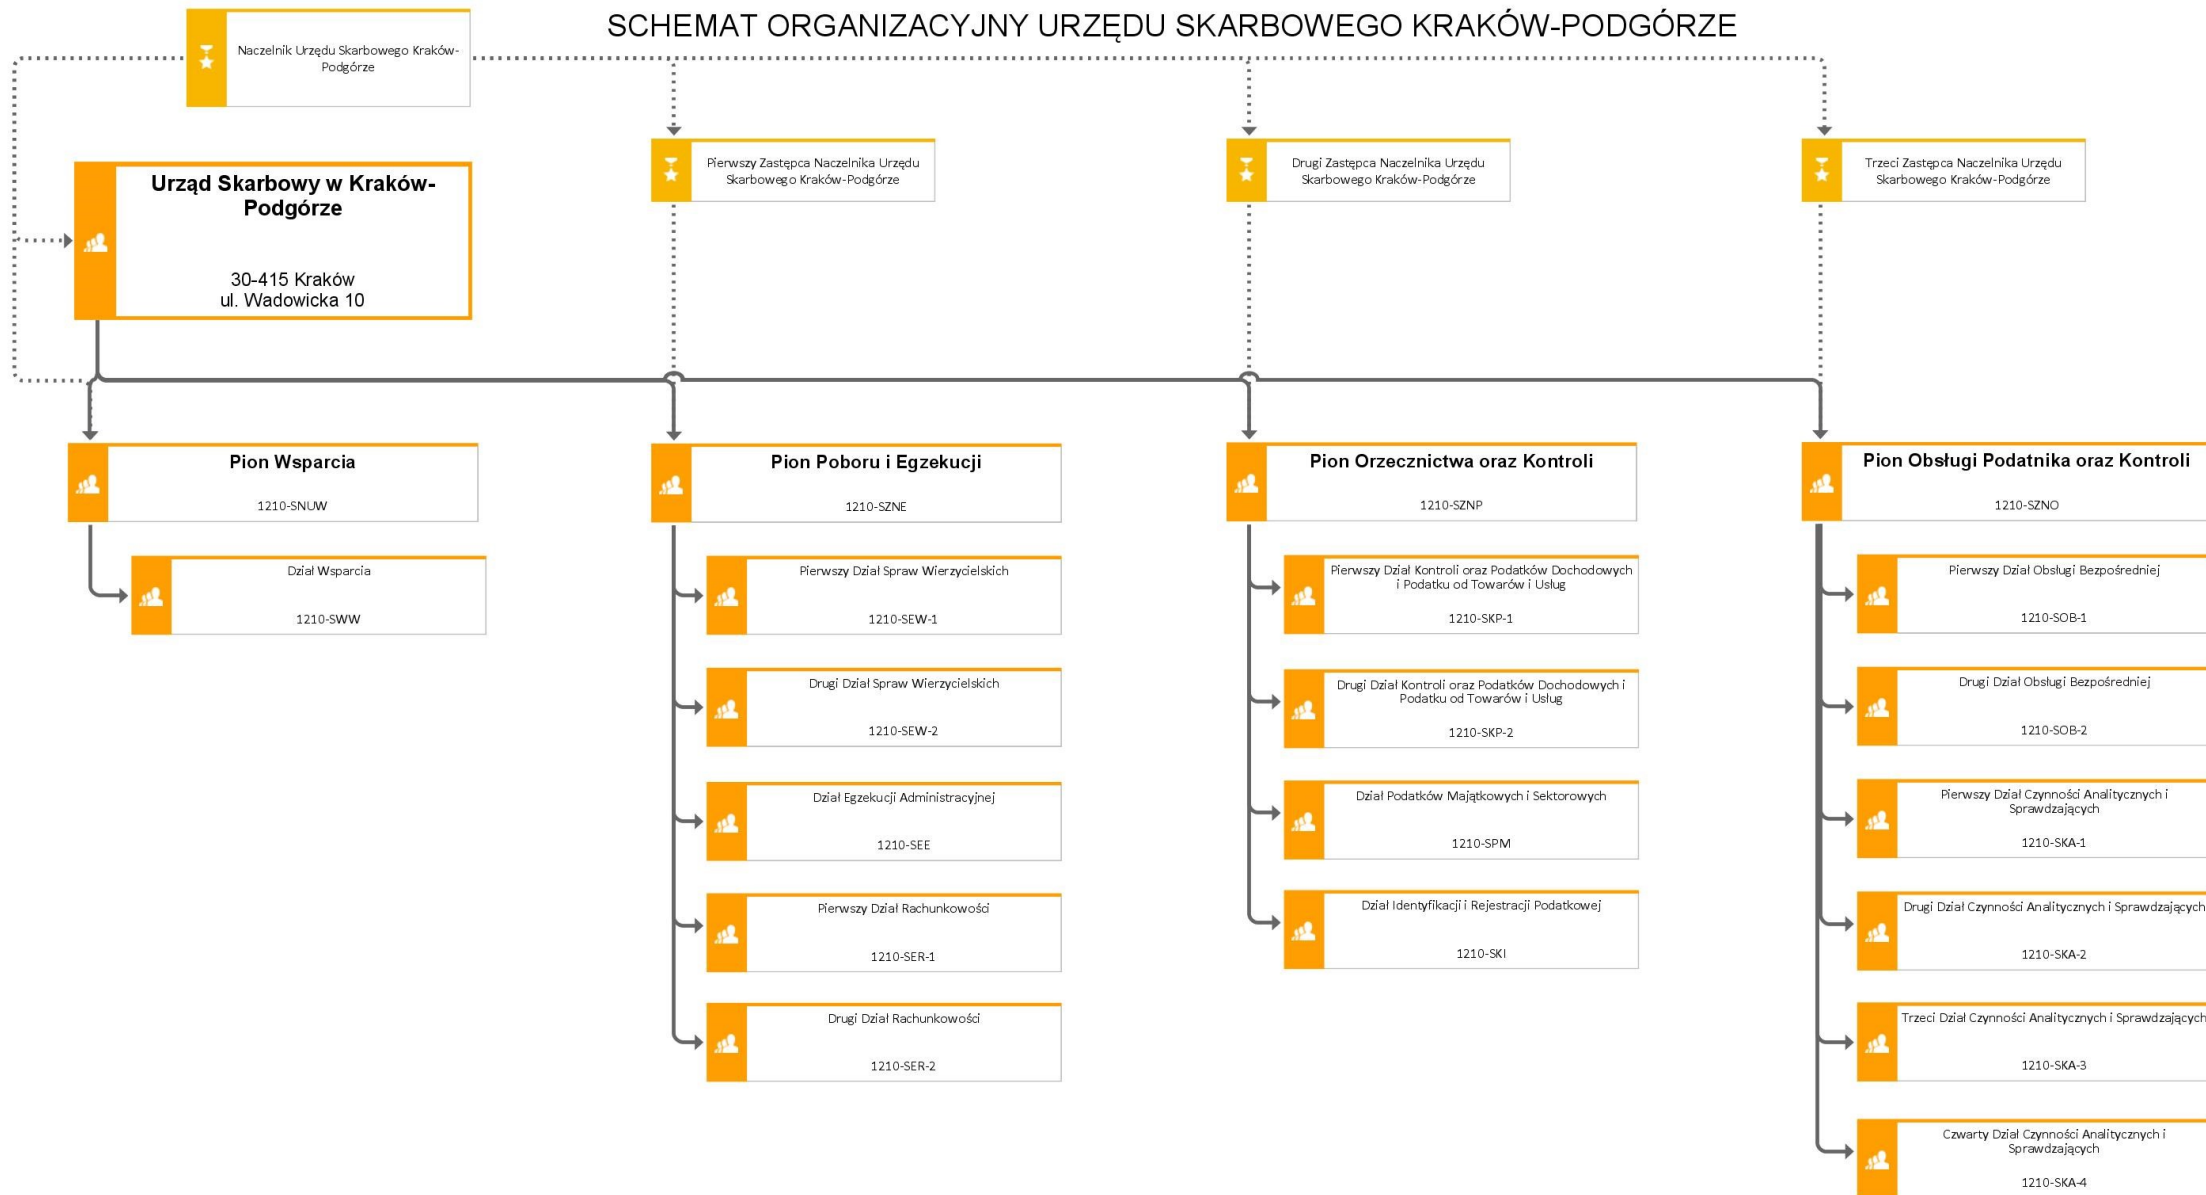 SCHEMAT ORGANIZACYJNY URZĘDU SKARBOWEGO KRAKÓW-PODGÓRZE
Naczelnik Urzędu Skarbowego Kraków-
Podgórze
Pierwszy Zastępca Naczelnika Urzędu
Skarbowego Kraków-Podgórze
Drugi Zastępca Naczelnika Urzędu
Skarbowego Kraków-Podgórze
Trzeci Zastępca Naczelnika Urzędu
Skarbowego Kraków-Podgórze
Urząd Skarbowy w Kraków-
Podgórze
30-415 Kraków
ul. Wadowicka 10
Pion Wsparcia
1210-SNUW
Dział Wsparcia
1210-SWW
Pion Poboru i Egzekucji
1210-SZNE
Pierwszy Dział Spraw Wierzycielskich
1210-SEW-1
Drugi Dział Spraw Wierzycielskich
1210-SEW-2
Dział Egzekucji Administracyjnej
1210-SEE
Pierwszy Dział Rachunkowości
1210-SER-1
Drugi Dział Rachunkowości
1210-SER-2
Pion Orzecznictwa oraz Kontroli
1210-SZNP
Pierwszy Dział Kontroli oraz Podatków Dochodowych
i Podatku od Towarów i Usług
1210-SKP-1
Drugi Dział Kontroli oraz Podatków Dochodowych i
Podatku od Towarów i Usług
1210-SKP-2
Dział Podatków Majątkowych i Sektorowych
1210-SPM
Dział Identyfikacji i Rejestracji Podatkowej
1210-SKI
Pion Obsługi Podatnika oraz Kontroli
1210-SZNO
Pierwszy Dział Obsługi Bezpośredniej
1210-SOB-1
Drugi Dział Obsługi Bezpośredniej
1210-SOB-2
Pierwszy Dział Czynności Analitycznych i
Sprawdzających
1210-SKA-1
Drugi Dział Czynności Analitycznych i Sprawdzających
1210-SKA-2
Trzeci Dział Czynności Analitycznych i Sprawdzających
1210-SKA-3
Czwarty Dział Czynności Analitycznych i
Sprawdzających
1210-SKA-4